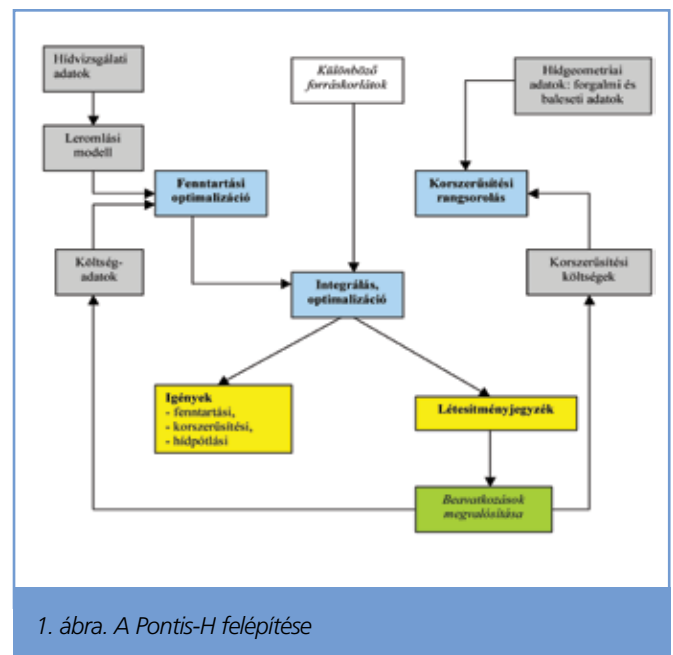 Hídvizsgálati
adatok
Különböző
forráskorlátok
Hídgeometriai
adatok: forgalmi és
baleseti adatok
Leromlási
modell
Fenntartási
optimalizáció
Korszerűsítési
rangsorolás
Költség-
adatok
Integrálás,
optimalizáció
Korszerűsítési
költségek
Igények
- fenntartási,
- korszerűsítési,
- hídpótlási
Létesítményjegyzék
Beavatkozások
megvalósítása
1. ábra. A Pontis-H felépítése